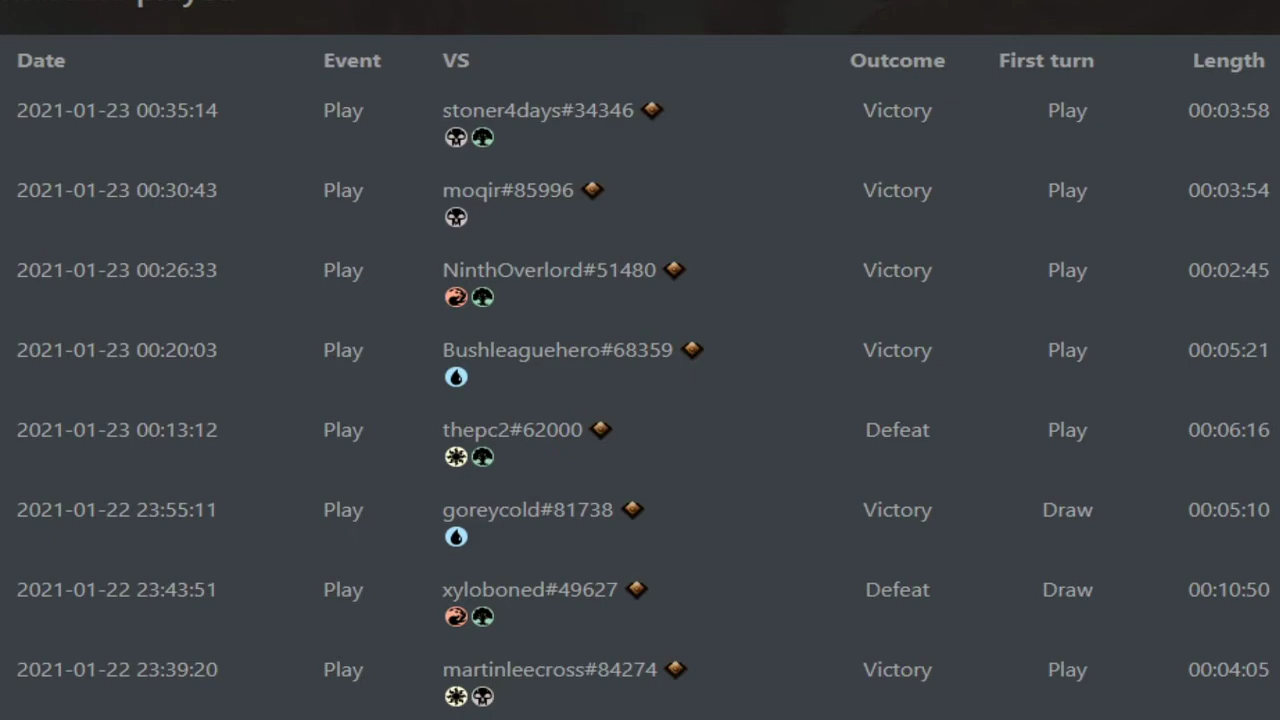 Date Event VS Outcome First turn Length
2021-01-23 00:35:14 Play stoner4days#34346 Victory Play 00:03:58
2021-01-23 00:30:43 Play moqir#85996 Victory Play 00:03:54
2021-01-23 00:26:33 Play NinthOverlord#51480 Victory Play 00:02:45
2021-01-23 00:20:03 Play Bushleaguehero#68359 Victory Play 00:05:21
2021-01-23 00:13:12 Play thepc2#62000 Defeat Play 00:06:16
2021-01-22 23:55:11 Play goreycold#81738 Victory Draw 00:05:10
2021-01-22 23:43:51 Play xyloboned#49627 Defeat Draw 00:10:50
2021-01-22 23:39:20 Play martinleecross#84274 Victory Play 00:04:05